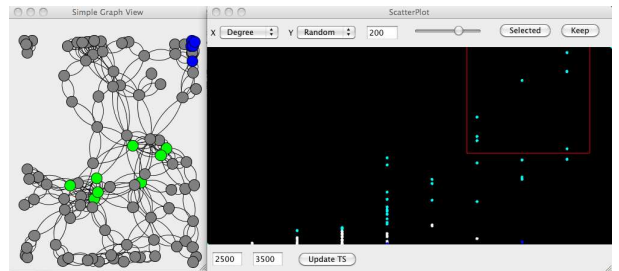 Simple Graph View
ScatterPlot
X Degree Y Random 200 Selected Keep
2500 3500 Update TS